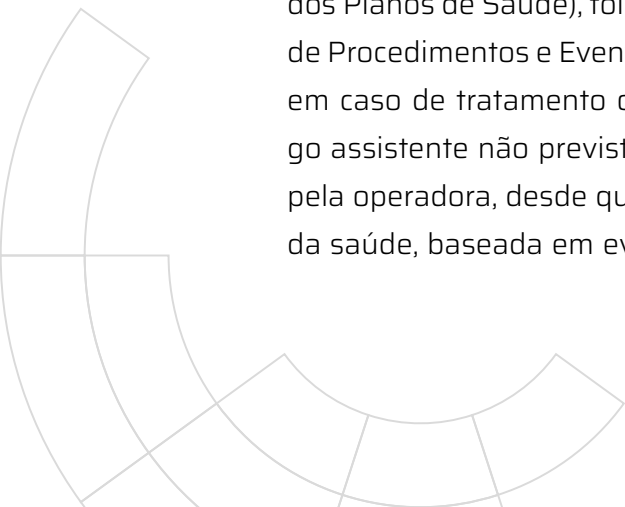 dos Planos de Saúde), foi
de Procedimentos e Even
em caso de tratamento
go assistente não previst
pela operadora, desde qu
da saúde, baseada em ev